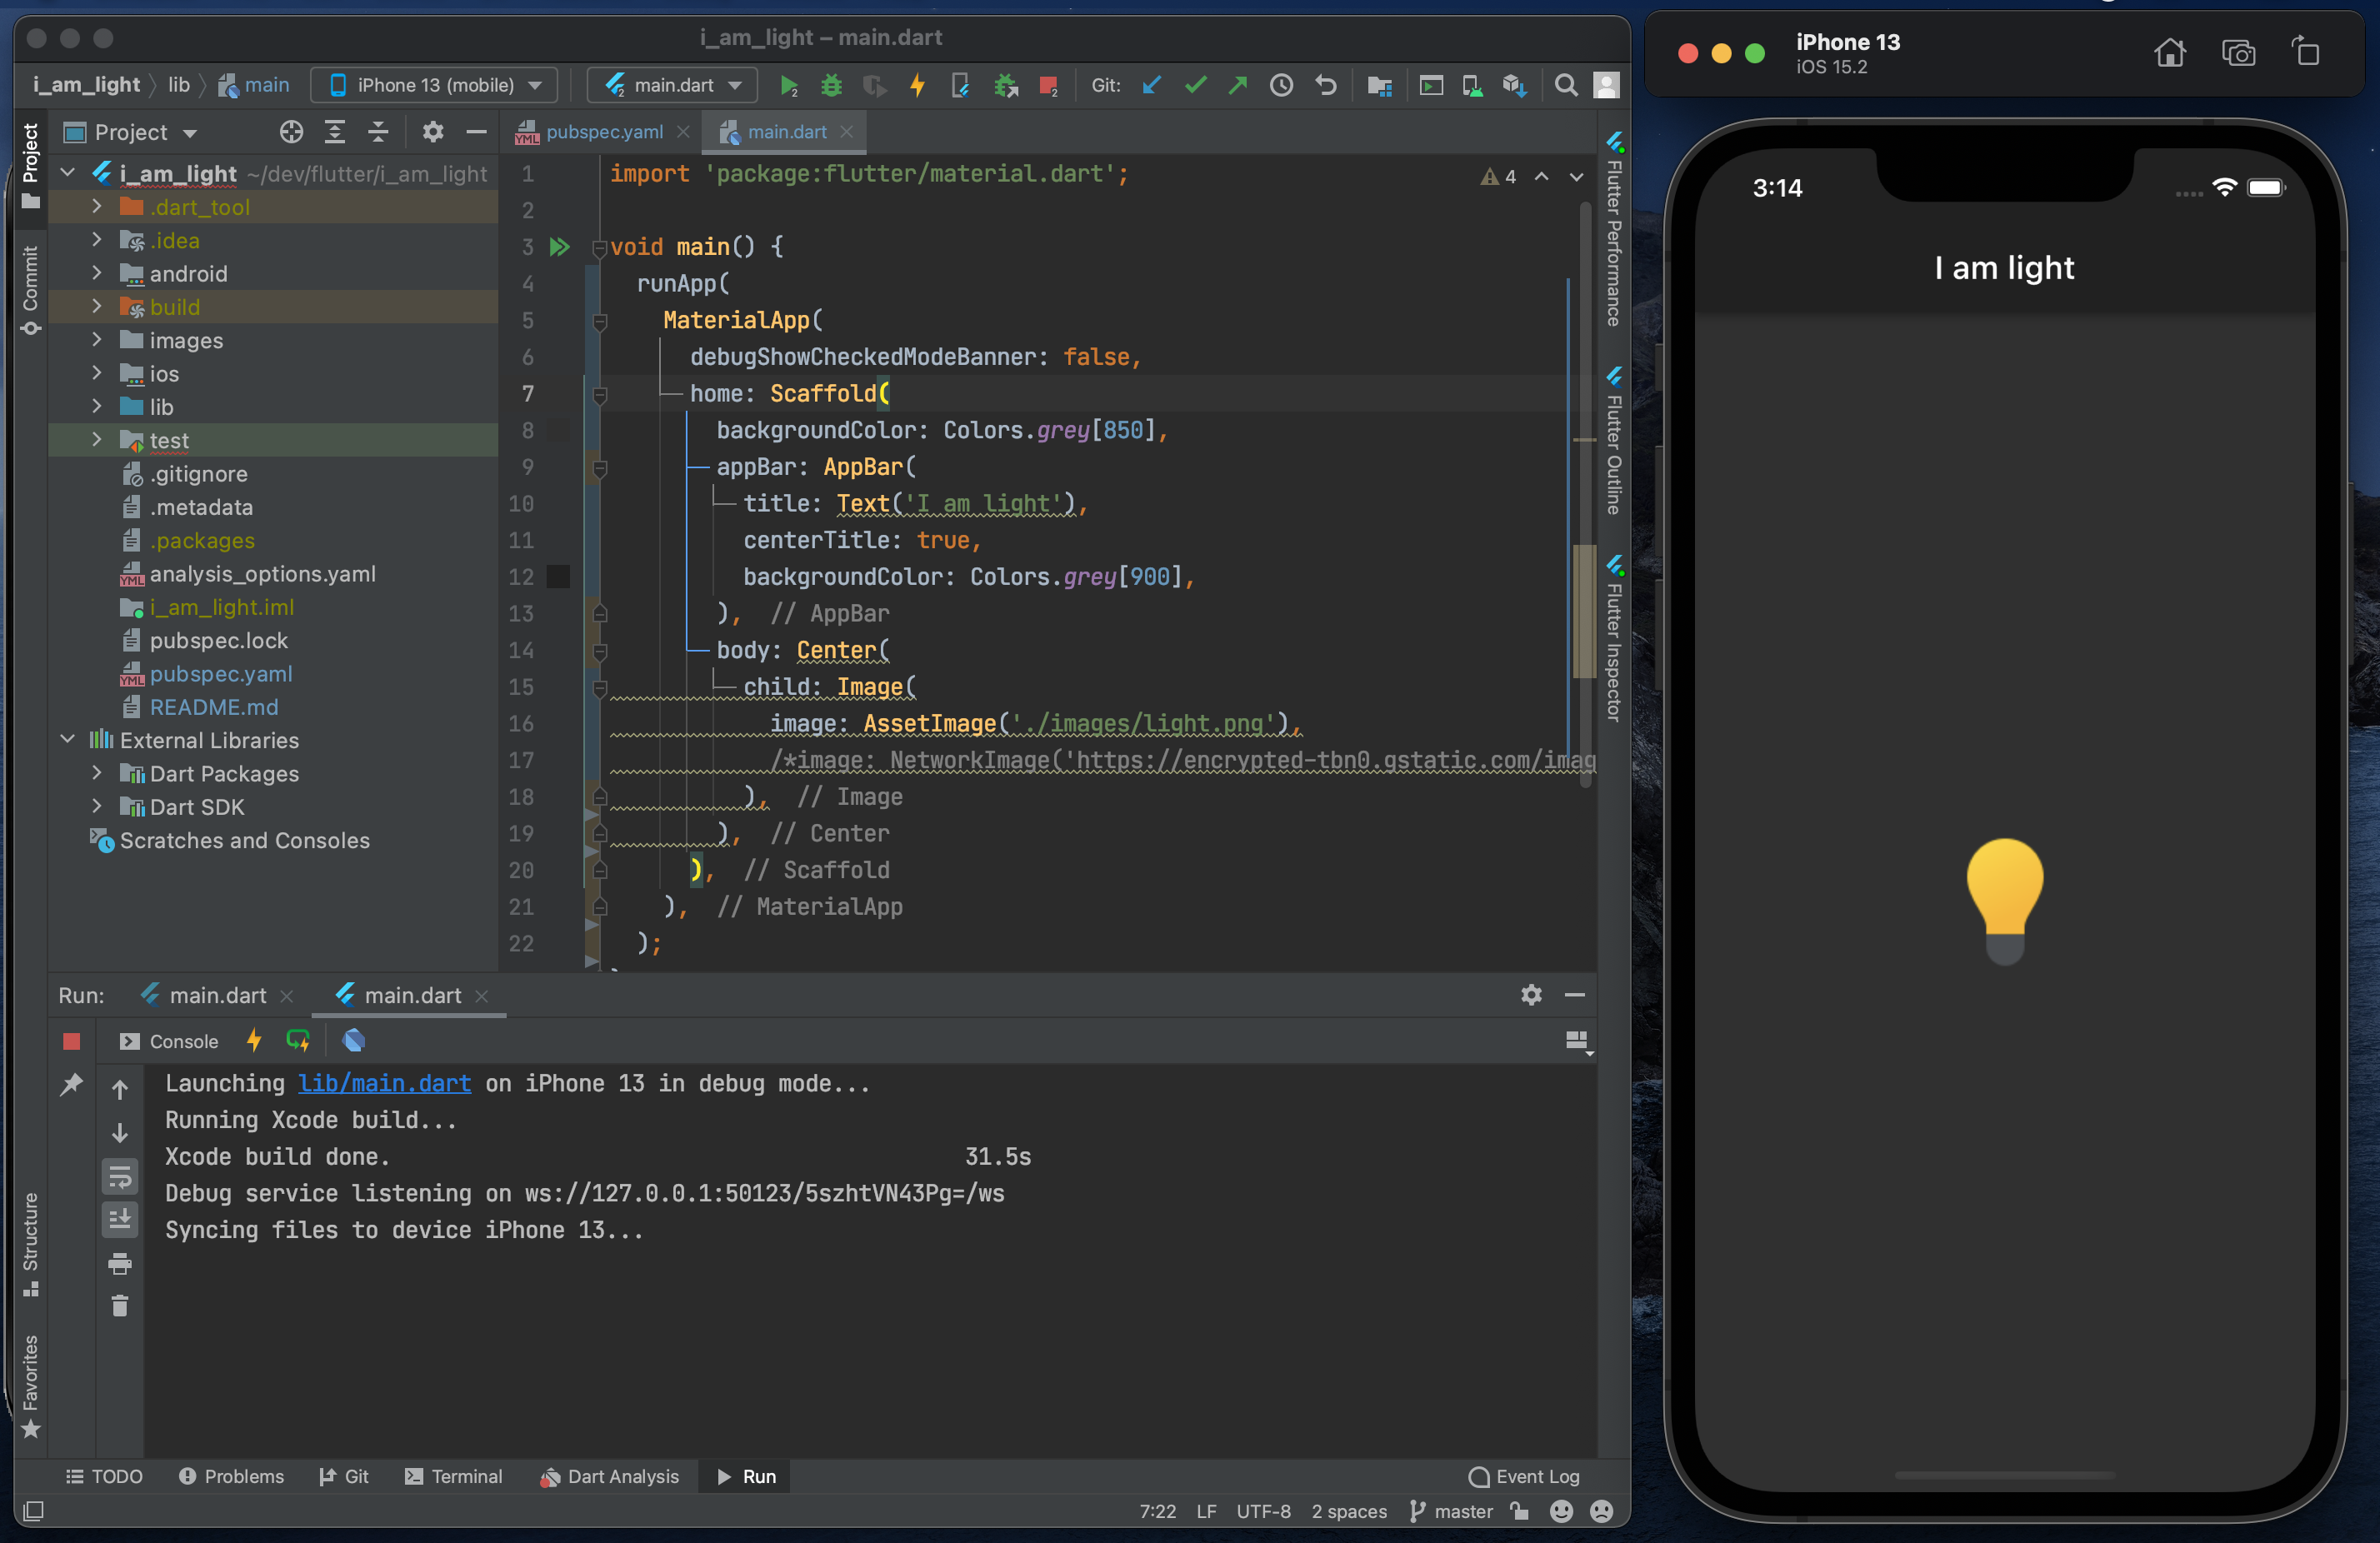 i_am_light – main.dart
i_am_light lib main iPhone 13 (mobile) main.dart Git:
Project
pubspec.yaml main.dart
i_am_light ~/dev/flutter/i_am_light
.dart_tool
.idea
android
build
images
ios
lib
test
.gitignore
.metadata
.packages
analysis_options.yaml
i_am_light.iml
pubspec.lock
pubspec.yaml
README.md
External Libraries
Dart Packages
Dart SDK
Scratches and Consoles
Project
Commit
Structure
Favorites
4
1 import 'package:flutter/material.dart';
2
3 void main() {
4 runApp(
5 MaterialApp(
6 debugShowCheckedModeBanner: false,
7 home: Scaffold(
8 backgroundColor: Colors.grey[850],
9 appBar: AppBar(
10 title: Text('I am light'),
11 centerTitle: true,
12 backgroundColor: Colors.grey[900],
13 ), // AppBar
14 body: Center(
15 child: Image(
16 image: AssetImage('./images/light.png'),
17 /*image: NetworkImage('https://encrypted-tbn0.gstatic.com/imag
18 ), // Image
19 ), // Center
20 ), // Scaffold
21 ), // MaterialApp
22 );
Flutter Performance
Flutter Outline
Flutter Inspector
Run: main.dart main.dart
Console
Launching lib/main.dart on iPhone 13 in debug mode...
Running Xcode build...
Xcode build done. 31.5s
Debug service listening on ws://127.0.0.1:50123/5szhtVN43Pg=/ws
Syncing files to device iPhone 13...
TODO Problems Git Terminal Dart Analysis Run Event Log
7:22 LF UTF-8 2 spaces master
iPhone 13
iOS 15.2
3:14
I am light